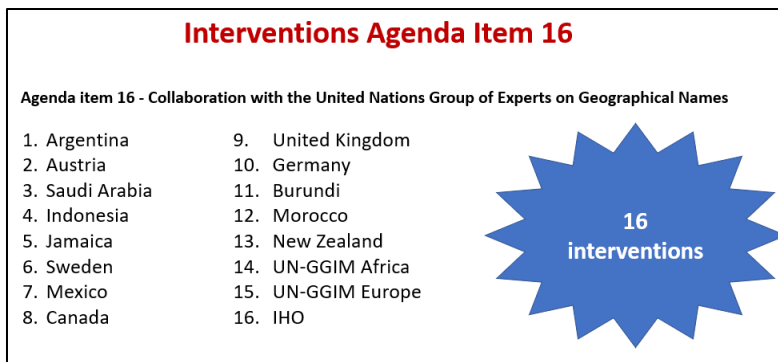 Interventions Agenda Item 16
Agenda item 16 - Collaboration with the United Nations Group of Experts on Geographical Names
1. Argentina
2. Austria
3. Saudi Arabia
4. Indonesia
5. Jamaica
6. Sweden
7. Mexico
8. Canada
9. United Kingdom
10. Germany
11. Burundi
12. Morocco
13. New Zealand
14. UN-GGIM Africa
15. UN-GGIM Europe
16. IHO
16
interventions